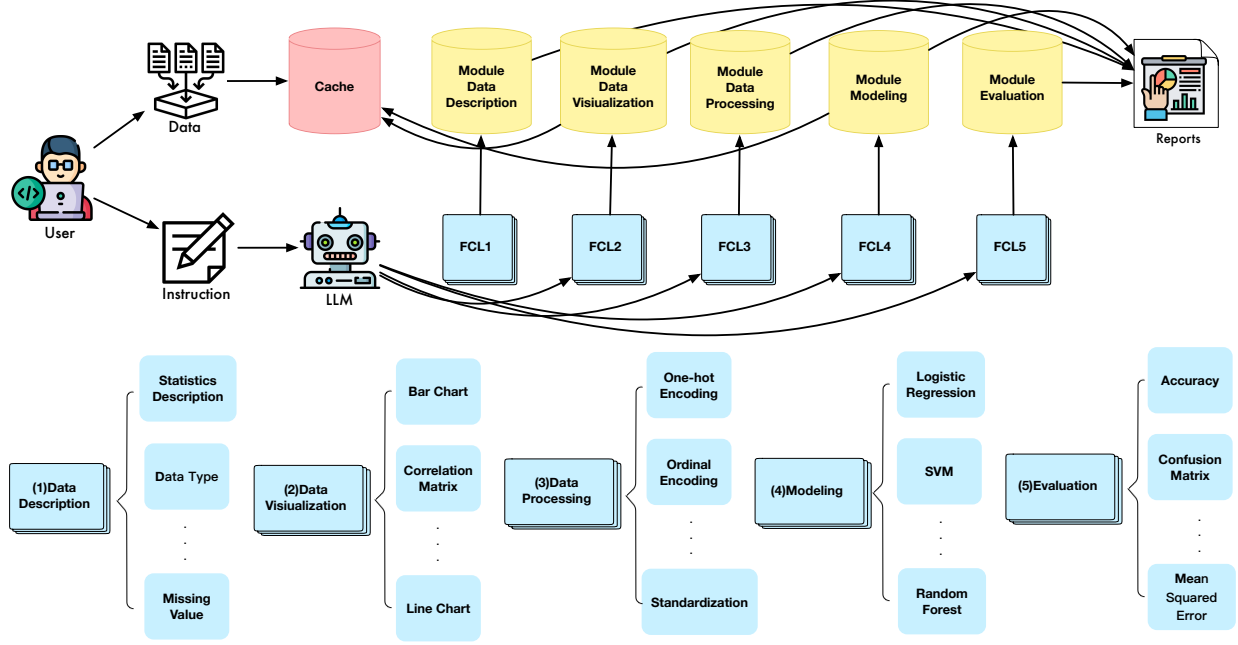 Cache
Module
Data
Description
Module
Data
Visiualization
Module
Data
Processing
Module
Modeling
Module
Evaluation
Data
Reports
User
Instruction
LLM
FCL1
FCL2
FCL3
FCL4
FCL5
(1)Data
Description
Statistics
Description
Data Type
Missing
Value
(2)Data
Visiualization
Bar Chart
Correlation
Matrix
Line Chart
(3)Data
Processing
One-hot
Encoding
Ordinal
Encoding
Standardization
(4)Modeling
Logistic
Regression
SVM
Random
Forest
(5)Evaluation
Accuracy
Confusion
Matrix
Mean
Squared
Error